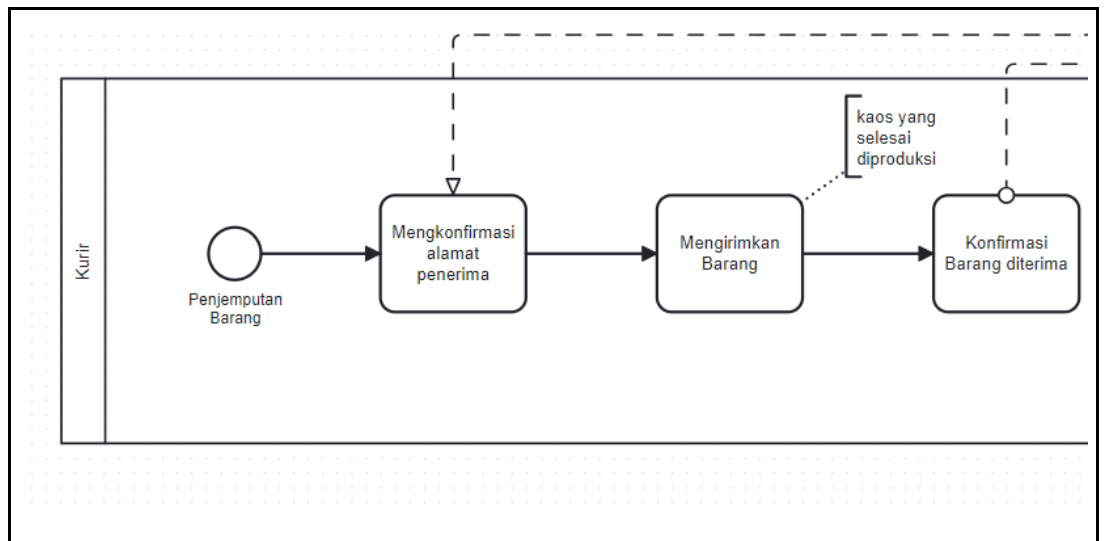 Kurir
Penjemputan
Barang
Mengkonfirmasi
alamat
penerima
Mengirimkan
Barang
kaos yang
selesai
diproduksi
Konfirmasi
Barang diterima